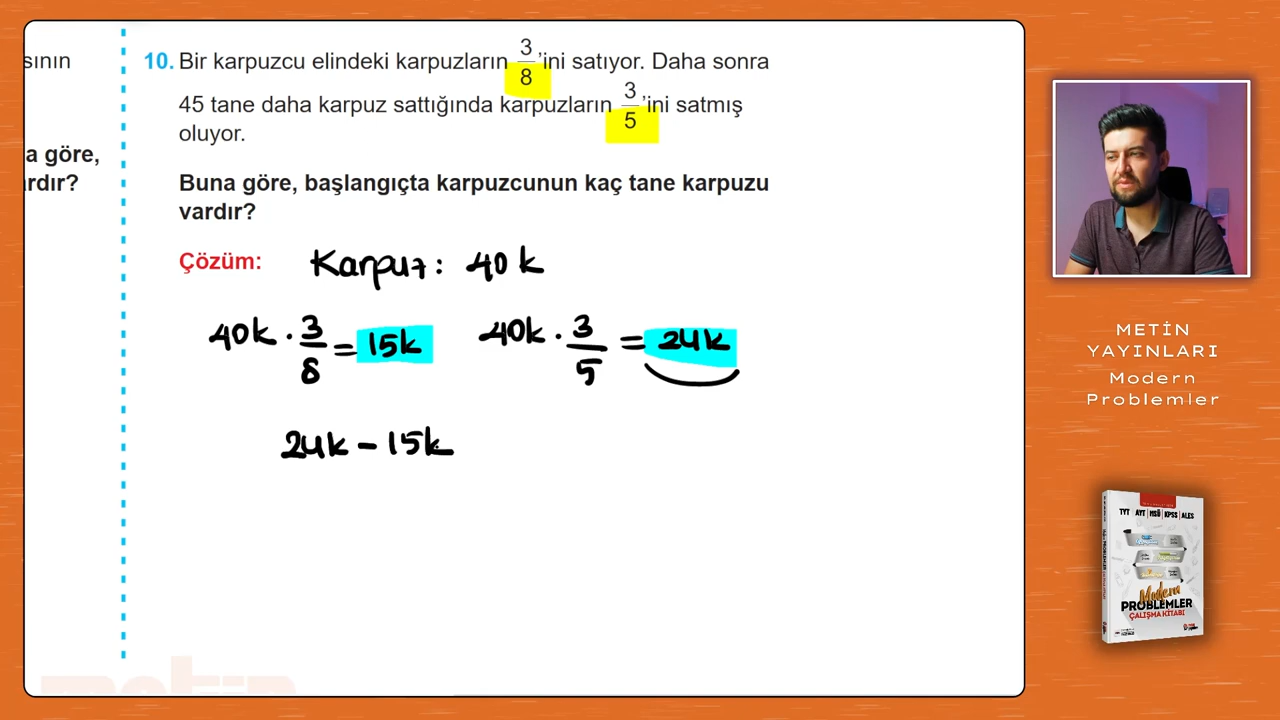 sının
a göre,
ardır?
10. Bir karpuzcu elindeki karpuzların 3/8'ini satıyor. Daha sonra
45 tane daha karpuz sattığında karpuzların 3/5'ini satmış
oluyor.
Buna göre, başlangıçta karpuzcunun kaç tane karpuzu
vardır?
Çözüm: Karpuz: 40k
40k · 3/8 = 15k 40k · 3/5 = 24k
24k - 15k
METİN
YAYINLARI
Modern
Problemler
TYT AYT MSÜ KPSS ALES
Modern
PROBLEMLER
ÇALIŞMA KİTABI
metin